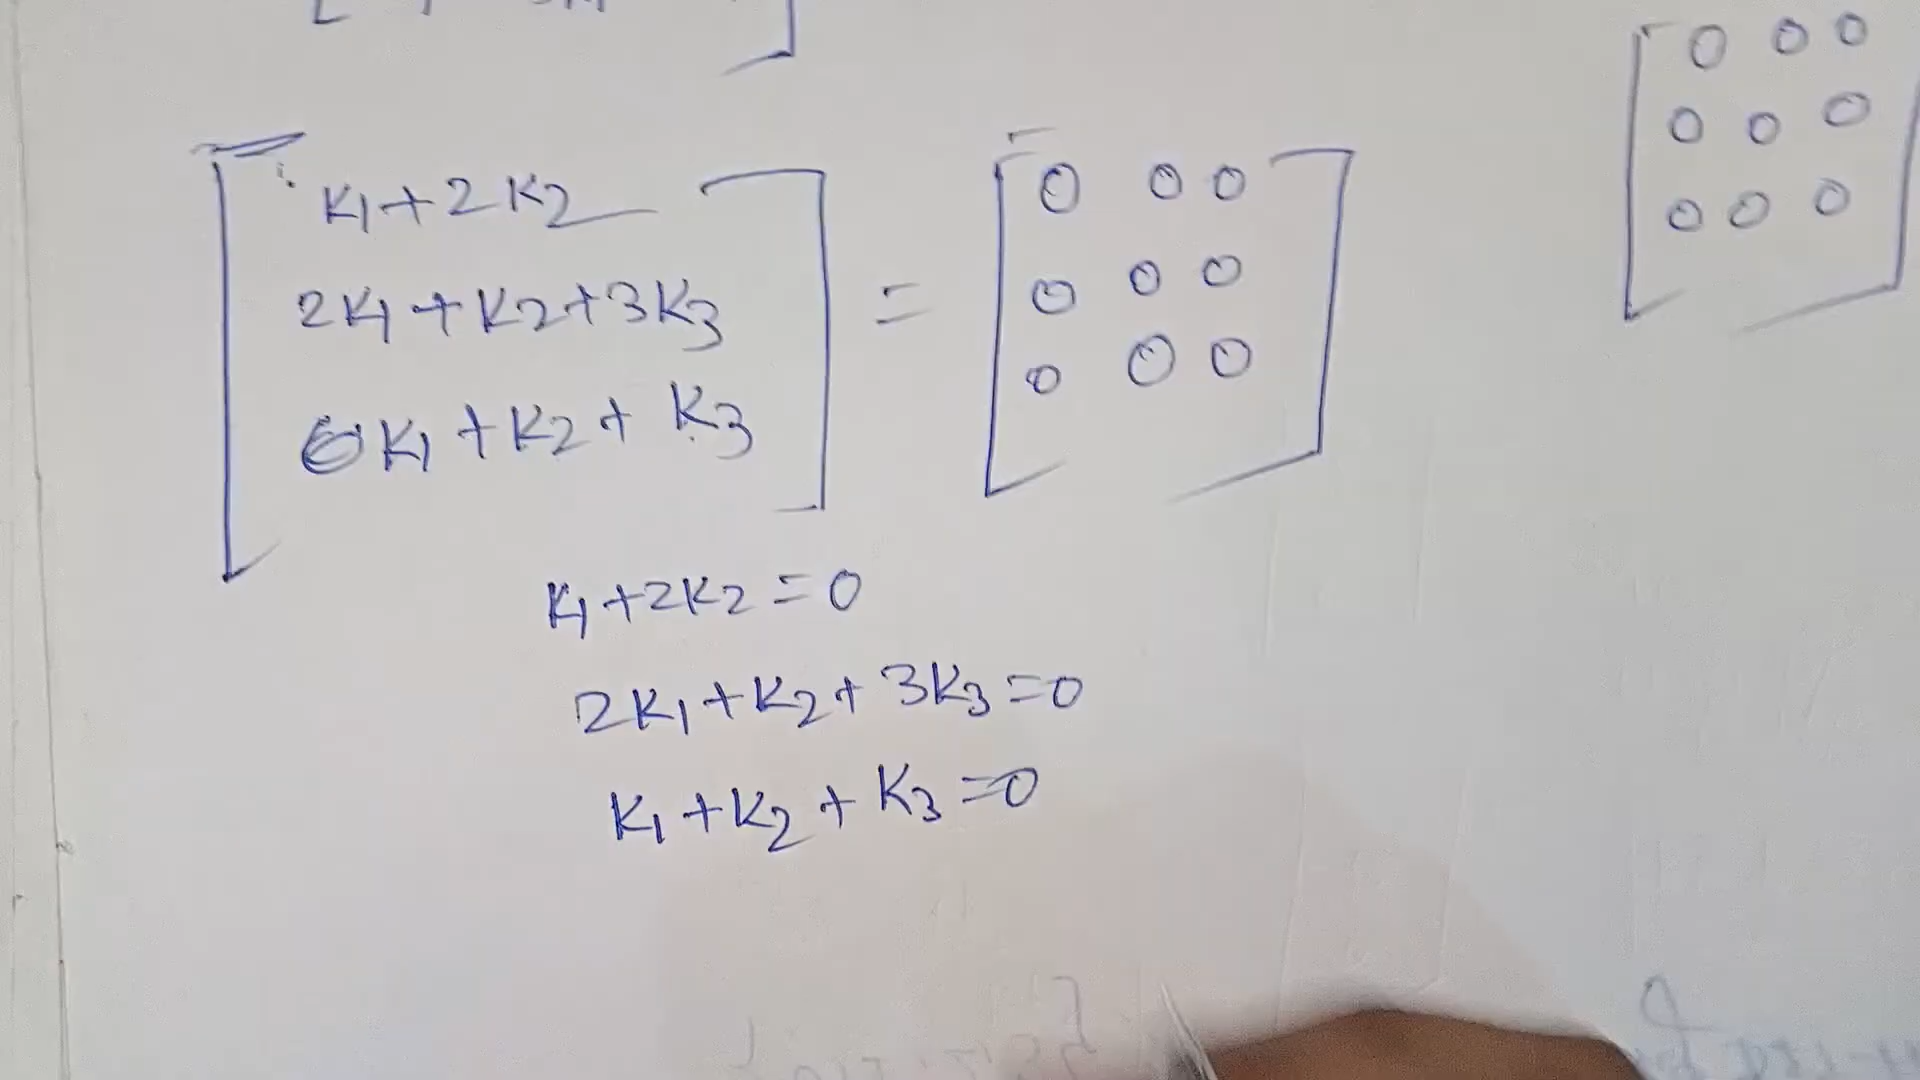 0 0 0
0 0 0
0 0 0
K1+2K2 = 0 0 0
2K1+K2+3K3 0 0 0
K1+K2+K3 0 0 0
K1+2K2=0
2K1+K2+3K3=0
K1+K2+K3=0